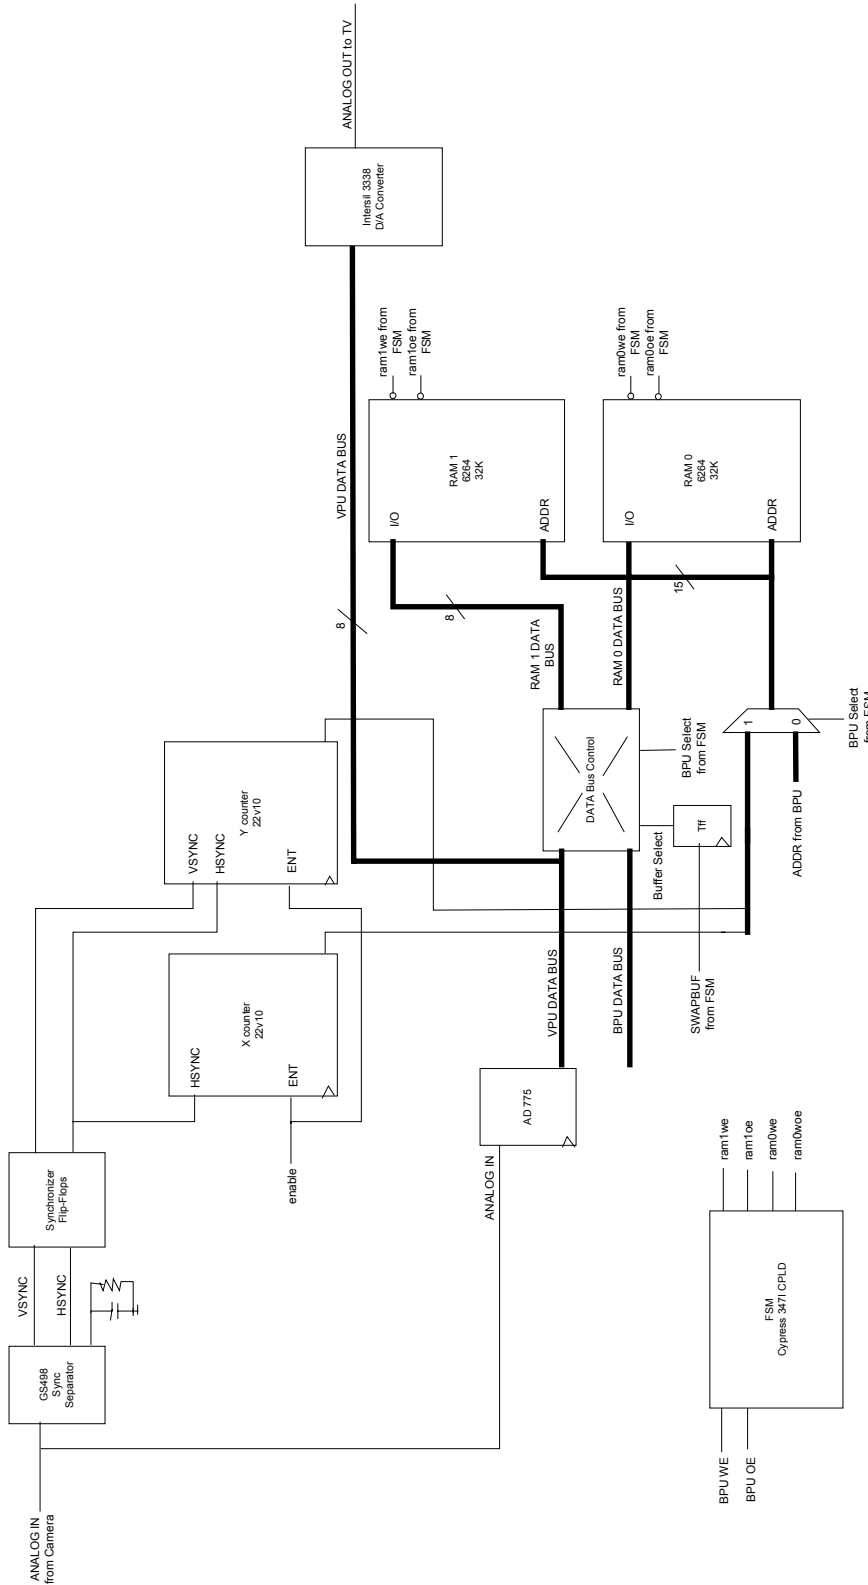 ANALOG IN
from Camera
GS498
Sync
Separator
VSYNC
HSYNC
Synchronizer
Flip-Flops
enable
HSYNC
ENT
X counter
22v10
VSYNC
HSYNC
ENT
Y counter
22v10
ANALOG IN
AD775
VPU DATA BUS
BPU DATA BUS
VPU DATA BUS
8
Intersil 3338
D/A Converter
ANALOG OUT to TV
DATA Bus Control
Buffer Select
BPU Select
from FSM
Tff
SWAPBUF
from FSM
RAM 1 DATA
BUS
8
RAM 0 DATA BUS
15
I/O
ADDR
RAM 1
6264
32K
ram1we from
FSM
ram1oe from
FSM
I/O
ADDR
RAM 0
6264
32K
ram0we from
FSM
ram0oe from
FSM
1
0
ADDR from BPU
BPU Select
from FSM
BPU WE
BPU OE
FSM
Cypress 347I CPLD
ram1we
ram1oe
ram0we
ram0woe